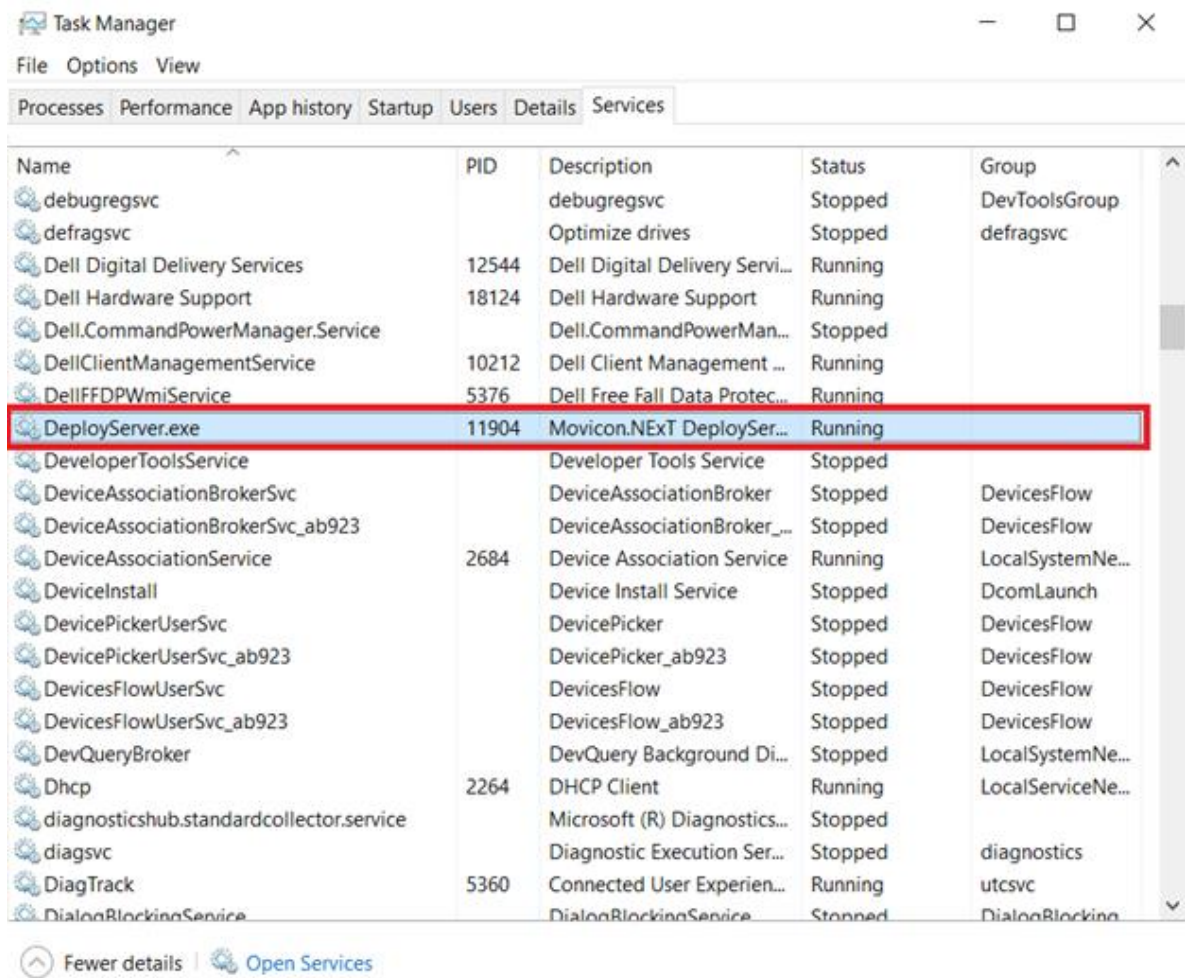 Task Manager
File Options View
Processes Performance App history Startup Users Details Services
Name PID Description Status Group
debugregsvc debugregsvc Stopped DevToolsGroup
defragsvc Optimize drives Stopped defragsvc
Dell Digital Delivery Services 12544 Dell Digital Delivery Servi... Running
Dell Hardware Support 18124 Dell Hardware Support Running
Dell.CommandPowerManager.Service Dell.CommandPowerMan... Stopped
DellClientManagementService 10212 Dell Client Management ... Running
DellFFDPWmiService 5376 Dell Free Fall Data Protec... Running
DeployServer.exe 11904 Movicon.NExT DeploySer... Running
DeveloperToolsService Developer Tools Service Stopped
DeviceAssociationBrokerSvc DeviceAssociationBroker Stopped DevicesFlow
DeviceAssociationBrokerSvc_ab923 DeviceAssociationBroker_... Stopped DevicesFlow
DeviceAssociationService 2684 Device Association Service Running LocalSystemNe...
DeviceInstall Device Install Service Stopped DcomLaunch
DevicePickerUserSvc DevicePicker Stopped DevicesFlow
DevicePickerUserSvc_ab923 DevicePicker_ab923 Stopped DevicesFlow
DevicesFlowUserSvc DevicesFlow Stopped DevicesFlow
DevicesFlowUserSvc_ab923 DevicesFlow_ab923 Stopped DevicesFlow
DevQueryBroker DevQuery Background Di... Stopped LocalSystemNe...
Dhcp 2264 DHCP Client Running LocalServiceNe...
diagnosticshub.standardcollector.service Microsoft (R) Diagnostics... Stopped
diagsvc Diagnostic Execution Ser... Stopped diagnostics
DiagTrack 5360 Connected User Experien... Running utcsvc
DialogBlockingService DialogBlockingService Stopped DialogBlocking
Fewer details Open Services